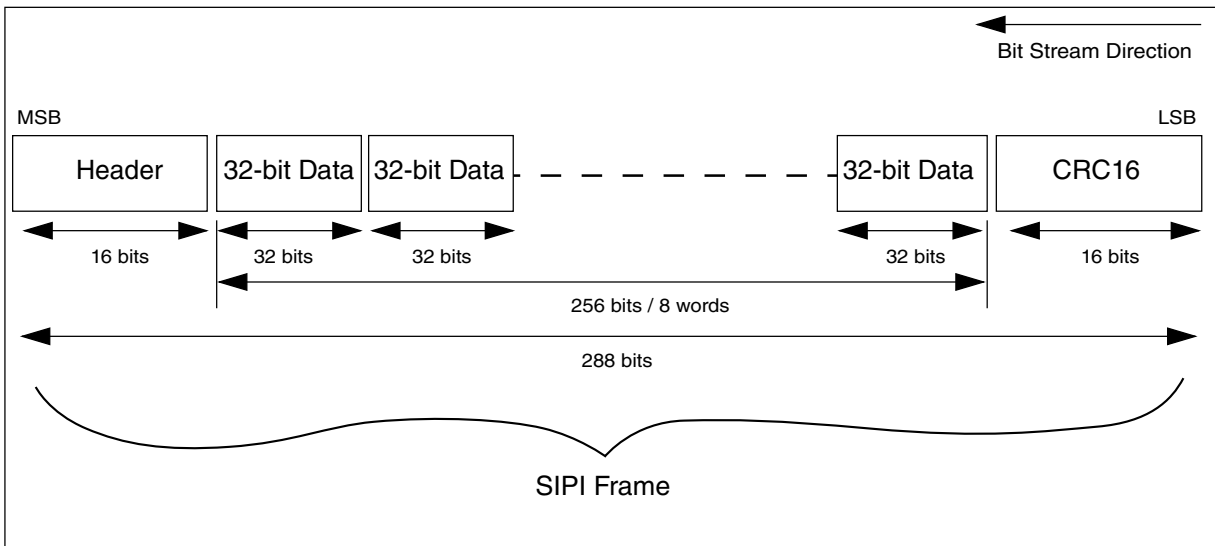 Bit Stream Direction
MSB
LSB
Header
32-bit Data
32-bit Data
32-bit Data
CRC16
16 bits
32 bits
32 bits
32 bits
16 bits
256 bits / 8 words
288 bits
SIPI Frame